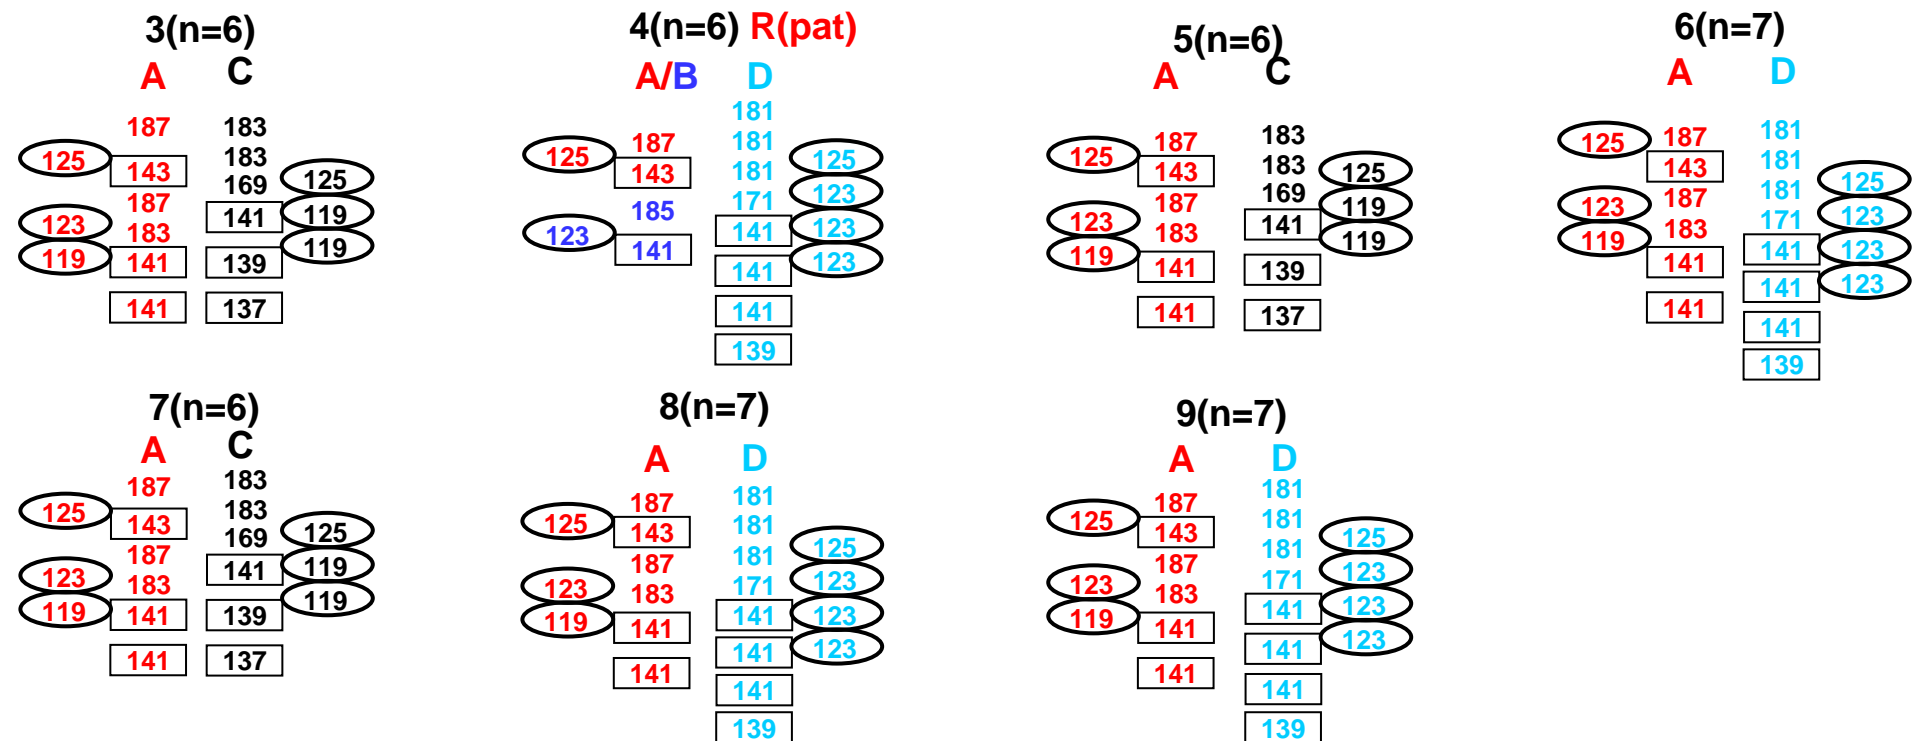 3(n=6)
A C
187 183
183
125 143 169 125
187 141 119
123 183 119
119 141 139
141 137
4(n=6) R(pat)
A/B D
181
187 181
125 143 181 125
171 123
185 141 123
123 141 141 123
141
139
5(n=6)
A C
187 183
125 143 183 125
187 169 119
123 183 141 119
119 141 139
141 137
6(n=7)
A D
125 187 181
143 181 125
123 187 181 123
119 183 171 123
141 141 123
141 141
141
139
7(n=6)
A C
187 183
125 143 183 125
187 169 119
123 183 141 119
119 141 139
141 137
8(n=7)
A D
187 181
125 143 181 125
187 181 123
123 183 171 123
119 141 141 123
141 141
141
139
9(n=7)
A D
187 181
125 143 181 125
187 181 123
123 183 171 123
119 141 141 123
141 141
141
139